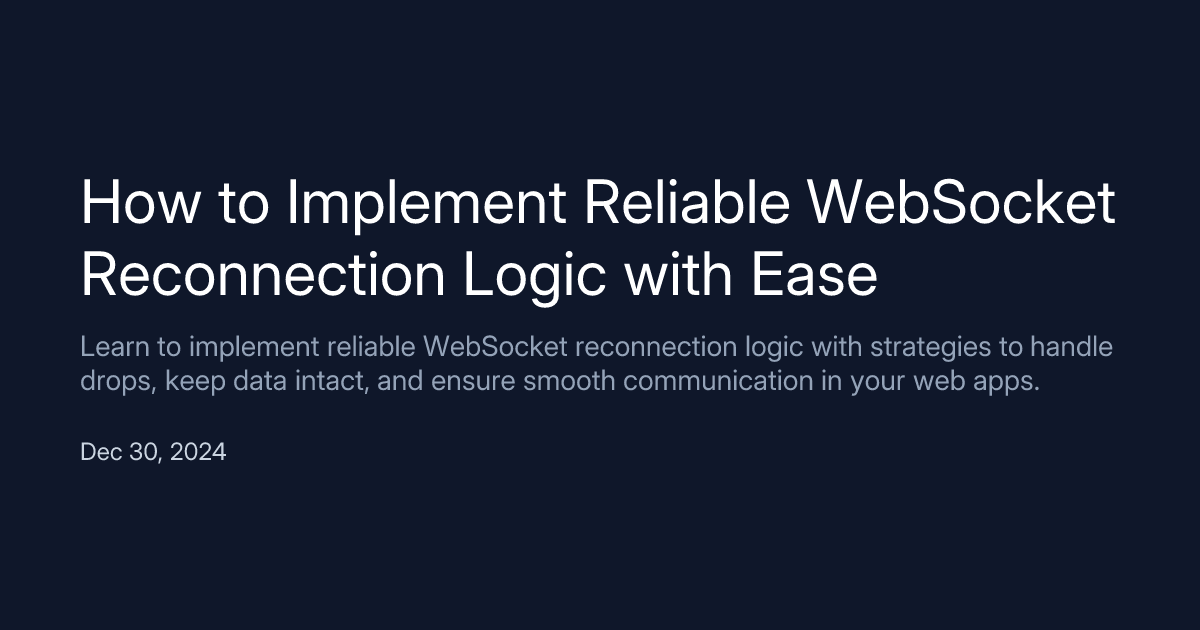 How to Implement Reliable WebSocket
Reconnection Logic with Ease
Learn to implement reliable WebSocket reconnection logic with strategies to handle
drops, keep data intact, and ensure smooth communication in your web apps.
Dec 30, 2024